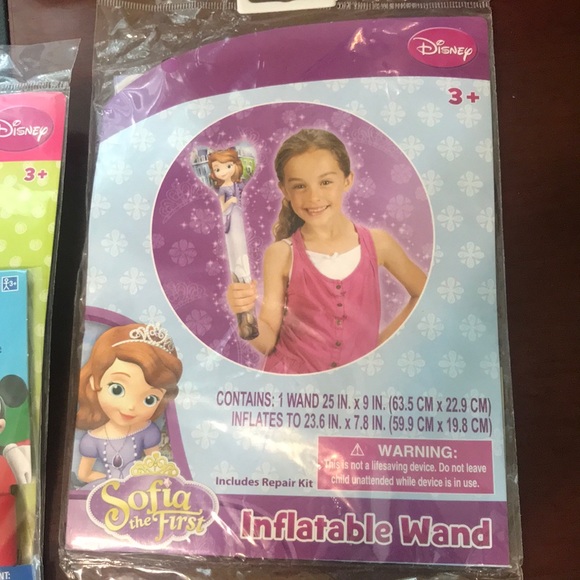 Disney
3+
Disney
3+
3+
CONTAINS: 1 WAND 25 IN. x 9 IN. (63.5 CM x 22.9 CM)
INFLATES TO 23.6 IN. x 7.8 IN. (59.9 CM x 19.8 CM)
WARNING:
This is not a lifesaving device. Do not leave
child unattended while device is in use.
Includes Repair Kit
Sofia
the First
Inflatable Wand